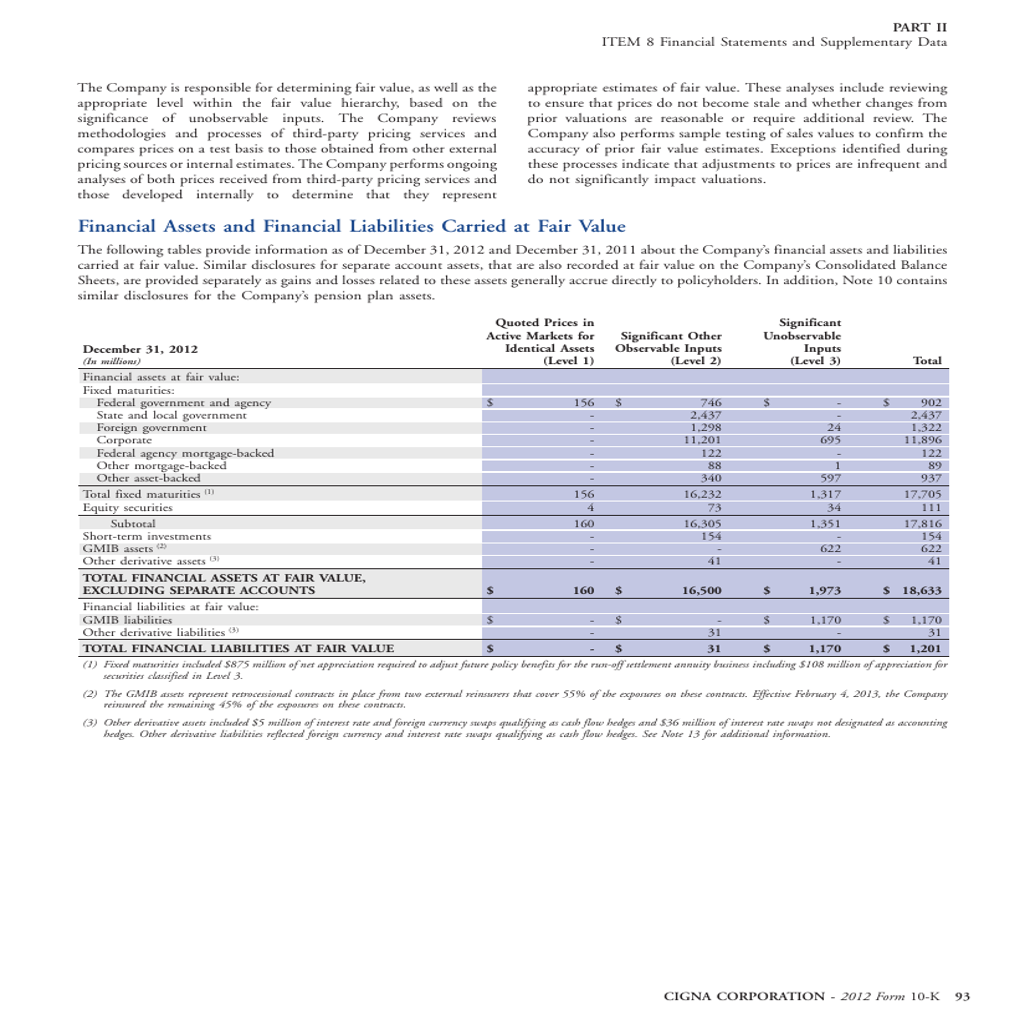 PART II
ITEM 8 Financial Statements and Supplementary Data
The Company is responsible for determining fair value, as well as the
appropriate level within the fair value hierarchy, based on the
significance of unobservable inputs. The Company reviews
methodologies and processes of third-party pricing services and
compares prices on a test basis to those obtained from other external
pricing sources or internal estimates. The Company performs ongoing
analyses of both prices received from third-party pricing services and
those developed internally to determine that they represent
appropriate estimates of fair value. These analyses include reviewing
to ensure that prices do not become stale and whether changes from
prior valuations are reasonable or require additional review. The
Company also performs sample testing of sales values to confirm the
accuracy of prior fair value estimates. Exceptions identified during
these processes indicate that adjustments to prices are infrequent and
do not significantly impact valuations.
Financial Assets and Financial Liabilities Carried at Fair Value
The following tables provide information as of December 31, 2012 and December 31, 2011 about the Company's financial assets and liabilities
carried at fair value. Similar disclosures for separate account assets, that are also recorded at fair value on the Company's Consolidated Balance
Sheets, are provided separately as gains and losses related to these assets generally accrue directly to policyholders. In addition, Note 10 contains
similar disclosures for the Company's pension plan assets.
Quoted Prices in Significant
Active Markets for Significant Other Unobservable
December 31, 2012 Identical Assets Observable Inputs Inputs
(In millions) (Level 1) (Level 2) (Level 3) Total
Financial assets at fair value:
Fixed maturities:
Federal government and agency $ 156 $ 746 $ - $ 902
State and local government - 2,437 - 2,437
Foreign government - 1,298 24 1,322
Corporate - 11,201 695 11,896
Federal agency mortgage-backed - 122 - 122
Other mortgage-backed - 88 1 89
Other asset-backed - 340 597 937
Total fixed maturities (1) 156 16,232 1,317 17,705
Equity securities 4 73 34 111
Subtotal 160 16,305 1,351 17,816
Short-term investments - 154 - 154
GMIB assets (2) - - 622 622
Other derivative assets (3) - 41 - 41
TOTAL FINANCIAL ASSETS AT FAIR VALUE,
EXCLUDING SEPARATE ACCOUNTS $ 160 $ 16,500 $ 1,973 $ 18,633
Financial liabilities at fair value:
GMIB liabilities $ - $ - $ 1,170 $ 1,170
Other derivative liabilities (3) - 31 - 31
TOTAL FINANCIAL LIABILITIES AT FAIR VALUE $ - $ 31 $ 1,170 $ 1,201
(1) Fixed maturities included $875 million of net appreciation required to adjust future policy benefits for the run-off settlement annuity business including $108 million of appreciation for
securities classified in Level 3.
(2) The GMIB assets represent retrocessional contracts in place from two external reinsurers that cover 55% of the exposures on these contracts. Effective February 4, 2013, the Company
reinsured the remaining 45% of the exposures on these contracts.
(3) Other derivative assets included $5 million of interest rate and foreign currency swaps qualifying as cash flow hedges and $36 million of interest rate swaps not designated as accounting
hedges. Other derivative liabilities reflected foreign currency and interest rate swaps qualifying as cash flow hedges. See Note 13 for additional information.
CIGNA CORPORATION - 2012 Form 10-K 93